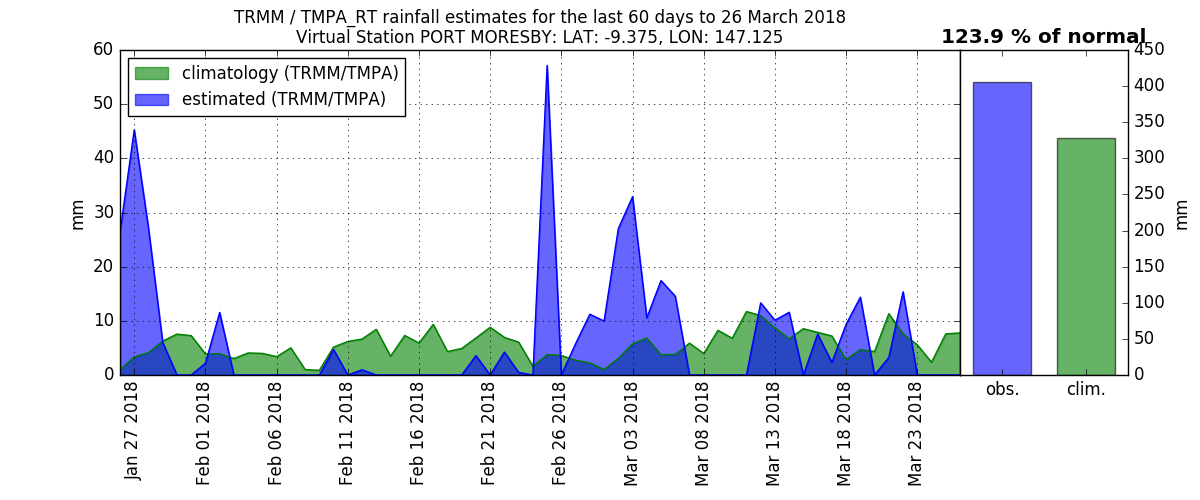 TRMM / TMPA_RT rainfall estimates for the last 60 days to 26 March 2018
Virtual Station PORT MORESBY: LAT: -9.375, LON: 147.125
123.9 % of normal
climatology (TRMM/TMPA)
estimated (TRMM/TMPA)
mm
60
50
40
30
20
10
0
Jan 27 2018
Feb 01 2018
Feb 06 2018
Feb 11 2018
Feb 16 2018
Feb 21 2018
Feb 26 2018
Mar 03 2018
Mar 08 2018
Mar 13 2018
Mar 18 2018
Mar 23 2018
450
400
350
300
250
200
150
100
50
0
mm
obs.
clim.